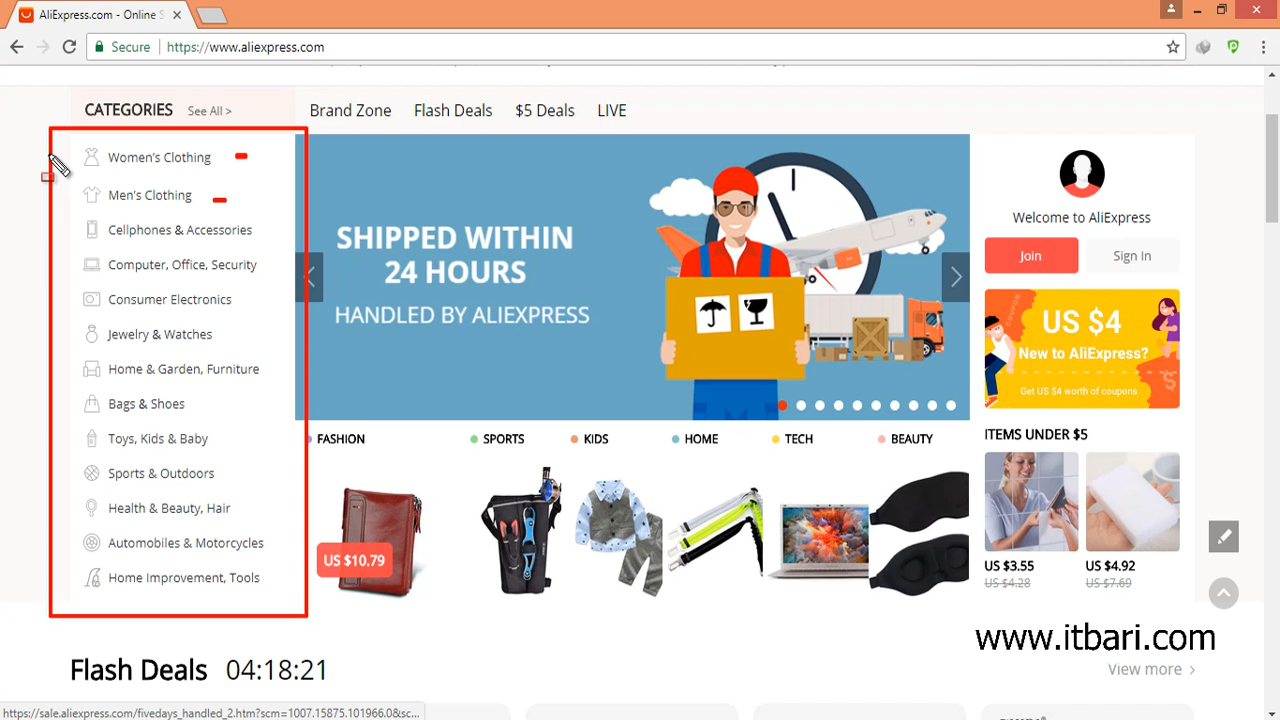 AliExpress.com - Online S
Secure https://www.aliexpress.com
CATEGORIES See All >
Brand Zone Flash Deals $5 Deals LIVE
Women's Clothing
Men's Clothing
Cellphones & Accessories
Computer, Office, Security
Consumer Electronics
Jewelry & Watches
Home & Garden, Furniture
Bags & Shoes
Toys, Kids & Baby
Sports & Outdoors
Health & Beauty, Hair
Automobiles & Motorcycles
Home Improvement, Tools
SHIPPED WITHIN
24 HOURS
HANDLED BY ALIEXPRESS
Welcome to AliExpress
Join Sign In
COUPON
US $4
New to AliExpress?
Get US $4 worth of coupons
FASHION SPORTS KIDS HOME TECH BEAUTY
US $10.79
ITEMS UNDER $5
US $3.55 US $4.92
US $4.28 US $7.69
www.itbari.com
Flash Deals 04:18:21
View more >
https://sale.aliexpress.com/fivedays_handled_2.htm?scm=1007.15875.101966.0&sc...